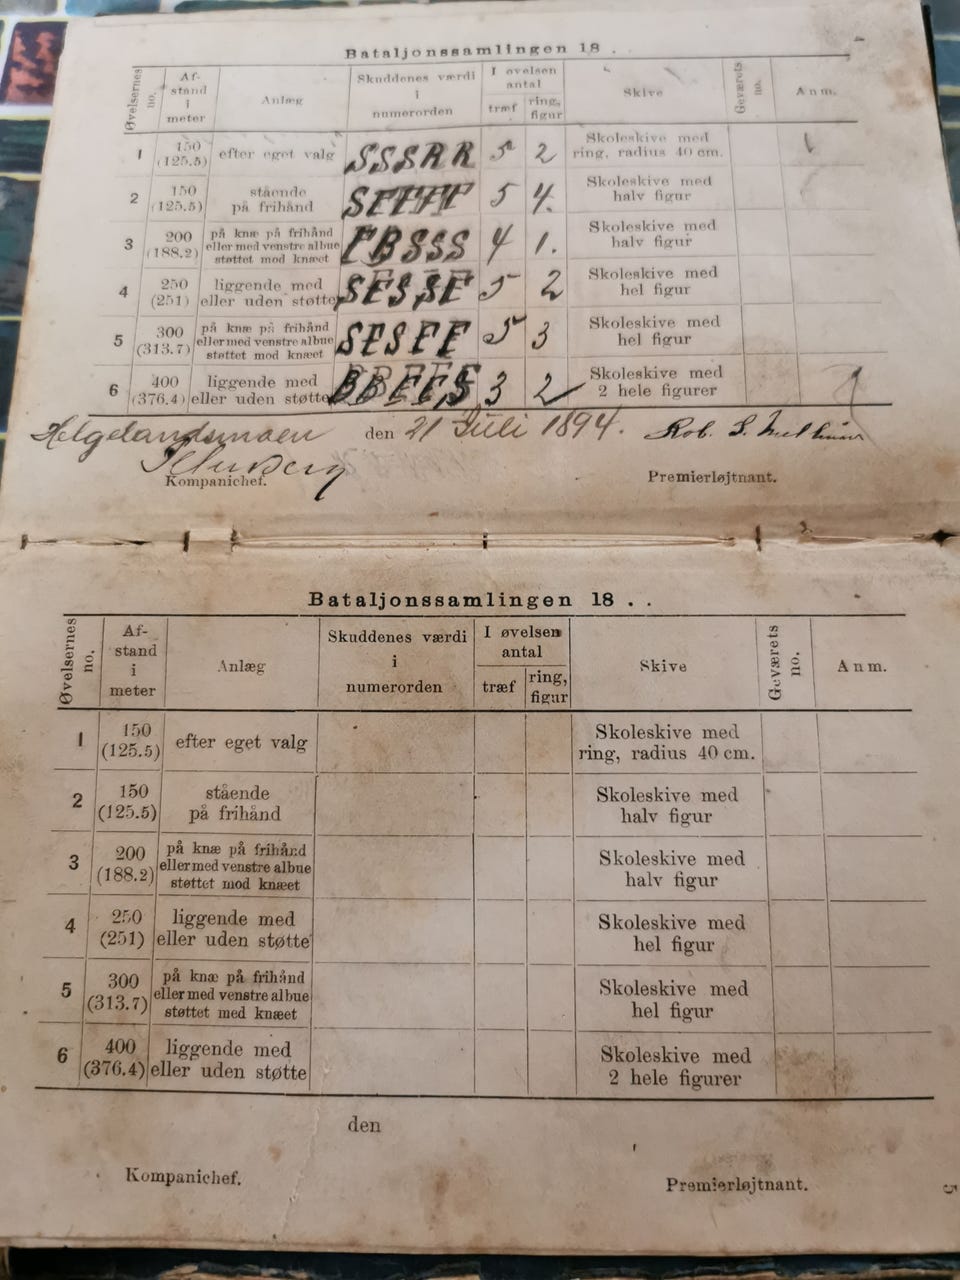 4
Bataljonssamlingen 18 .
Øvelsernes no. Afstand i meter Anlæg Skuddenes værdi i numerorden I øvelsen antal træf ring, figur Skive Geværets no. Anm.
1 150 (125.5) efter eget valg SSSRR 5 2 Skoleskive med ring, radius 40 cm.
2 150 (125.5) stående på frihånd 5 4. Skoleskive med halv figur
3 200 (188.2) på knæ på frihånd eller med venstre albue støttet mod knæet 4 1. Skoleskive med halv figur
4 250 (251) liggende med eller uden støtte 5 2 Skoleskive med hel figur
5 300 (313.7) på knæ på frihånd eller med venstre albue støttet mod knæet 5 3 Skoleskive med hel figur
6 400 (376.4) liggende med eller uden støtte 3 2 Skoleskive med 2 hele figurer
Helgelandsmoen den 21 Juli 1894. Rob. S.
Kompanichef. Premierløjtnant.
Bataljonssamlingen 18 . .
Øvelsernes no. Afstand i meter Anlæg Skuddenes værdi i numerorden I øvelsen antal træf ring, figur Skive Geværets no. Anm.
1 150 (125.5) efter eget valg Skoleskive med ring, radius 40 cm.
2 150 (125.5) stående på frihånd Skoleskive med halv figur
3 200 (188.2) på knæ på frihånd eller med venstre albue støttet mod knæet Skoleskive med halv figur
4 250 (251) liggende med eller uden støtte Skoleskive med hel figur
5 300 (313.7) på knæ på frihånd eller med venstre albue støttet med knæet Skoleskive med hel figur
6 400 (376.4) liggende med eller uden støtte Skoleskive med 2 hele figurer
den
Kompanichef. Premierløjtnant.
5